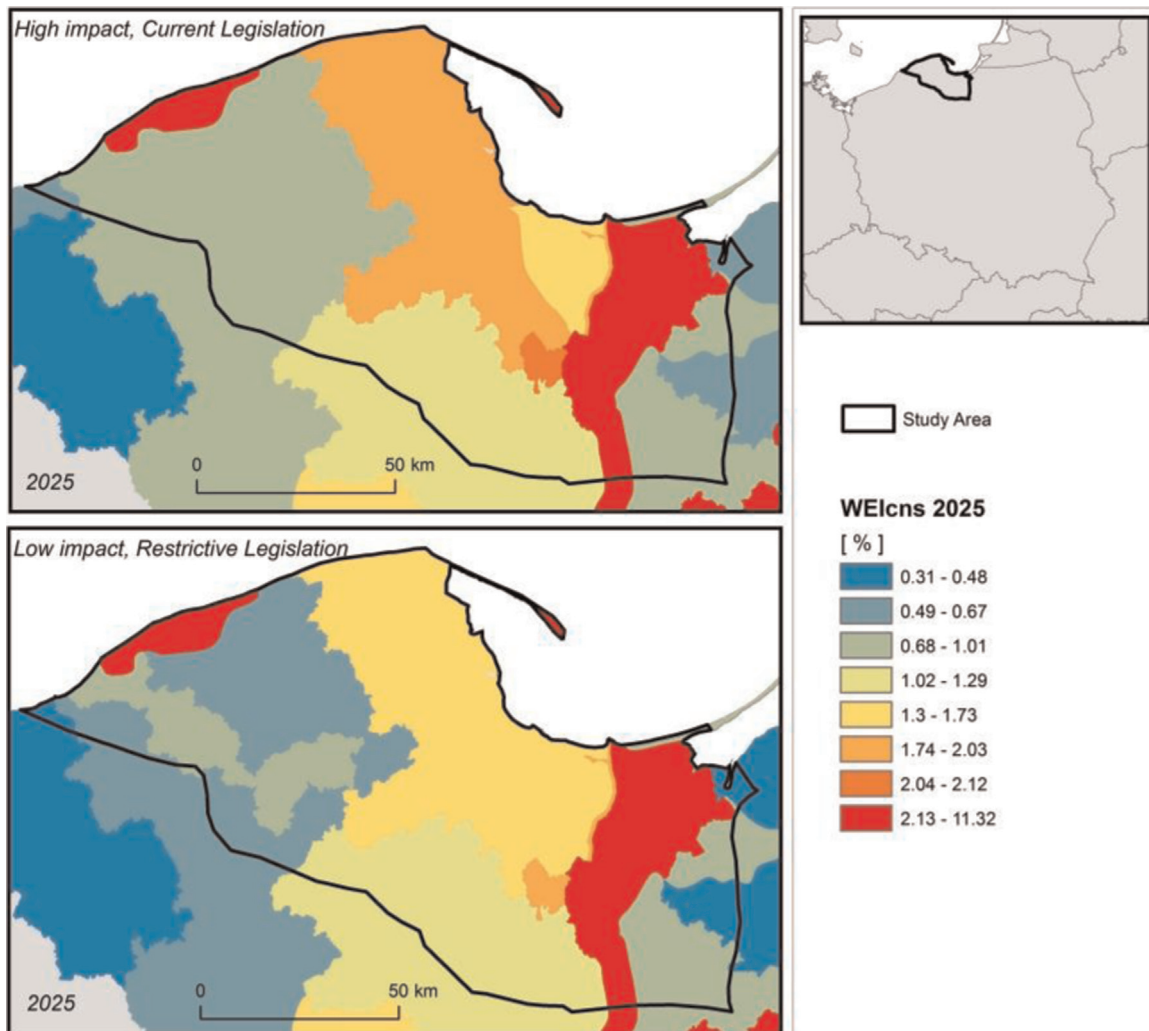 High impact, Current Legislation
0 50 km
2025
Low impact, Restrictive Legislation
0 50 km
2025
Study Area
WEIcns 2025
[ % ]
0.31 - 0.48
0.49 - 0.67
0.68 - 1.01
1.02 - 1.29
1.3 - 1.73
1.74 - 2.03
2.04 - 2.12
2.13 - 11.32